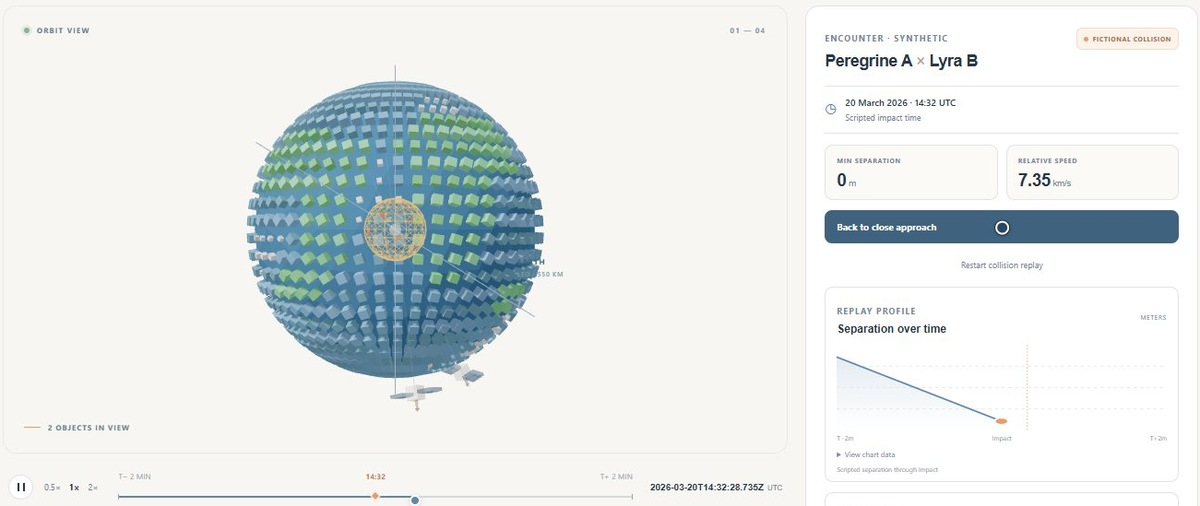 ORBIT VIEW
01 — 04
550 KM
2 OBJECTS IN VIEW
T− 2 MIN
14:32
T+ 2 MIN
0.5×
1×
2×
2026-03-20T14:32:28.735Z UTC
ENCOUNTER · SYNTHETIC
FICTIONAL COLLISION
Peregrine A × Lyra B
20 March 2026 · 14:32 UTC
Scripted impact time
MIN SEPARATION
0 m
RELATIVE SPEED
7.35 km/s
Back to close approach
Restart collision replay
REPLAY PROFILE
Separation over time
METERS
T−2m
Impact
T+2m
View chart data
Scripted separation through impact